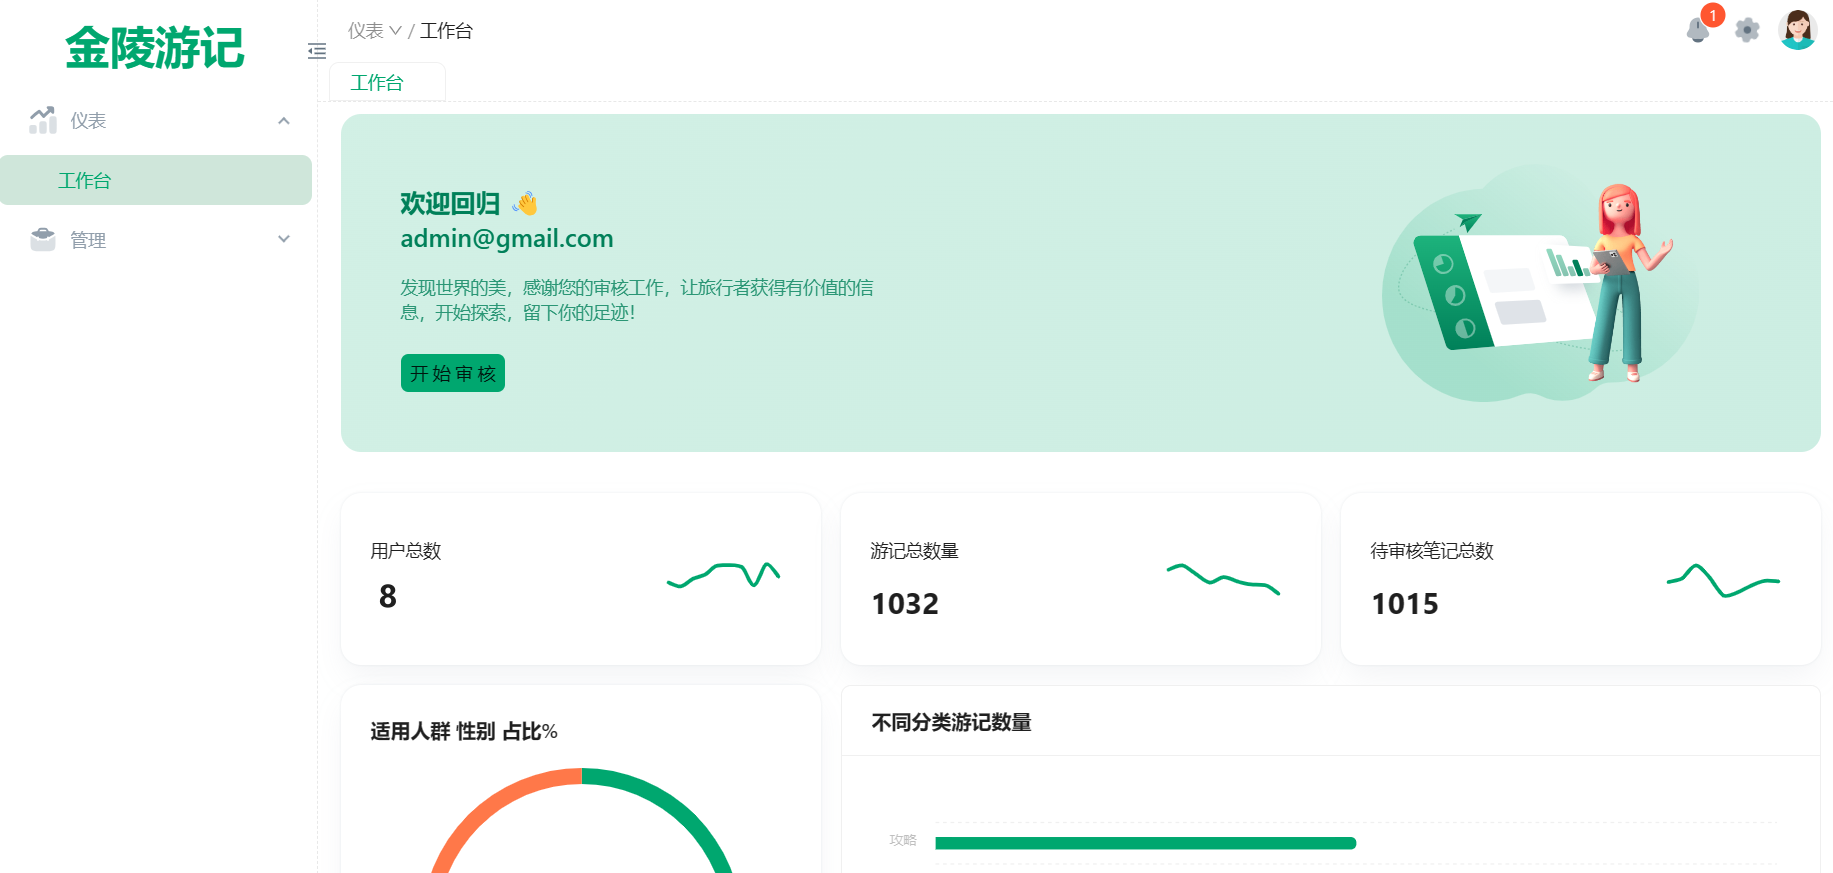 金陵游记
仪表 / 工作台
1
工作台
仪表
工作台
管理
欢迎回归 👋
admin@gmail.com
发现世界的美，感谢您的审核工作，让旅行者获得有价值的信
息，开始探索，留下你的足迹！
开始审核
用户总数
8
游记总数量
1032
待审核笔记总数
1015
适用人群 性别 占比%
不同分类游记数量
攻略